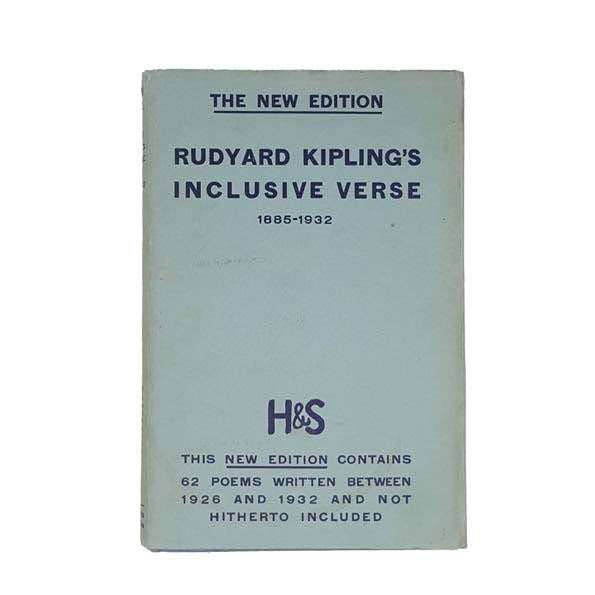 THE NEW EDITION
RUDYARD KIPLING'S
INCLUSIVE VERSE
1885-1932
H&S
THIS NEW EDITION CONTAINS
62 POEMS WRITTEN BETWEEN
1926 AND 1932 AND NOT
HITHERTO INCLUDED